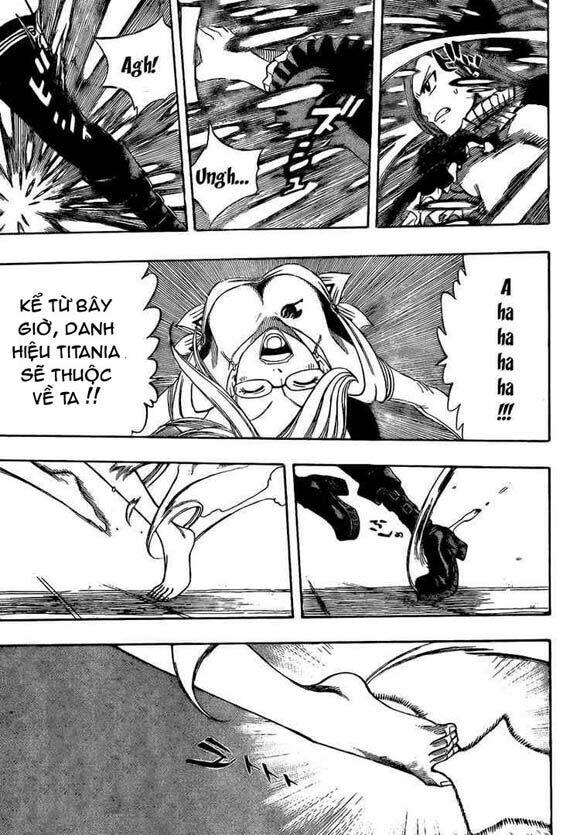 Agh!
Ungh...
A
ha
ha
ha
ha
ha
!!!
KỂ TỪ BÂY
GIỜ, DANH
HIỆU TITANIA
SẼ THUỘC
VỀ TA !!